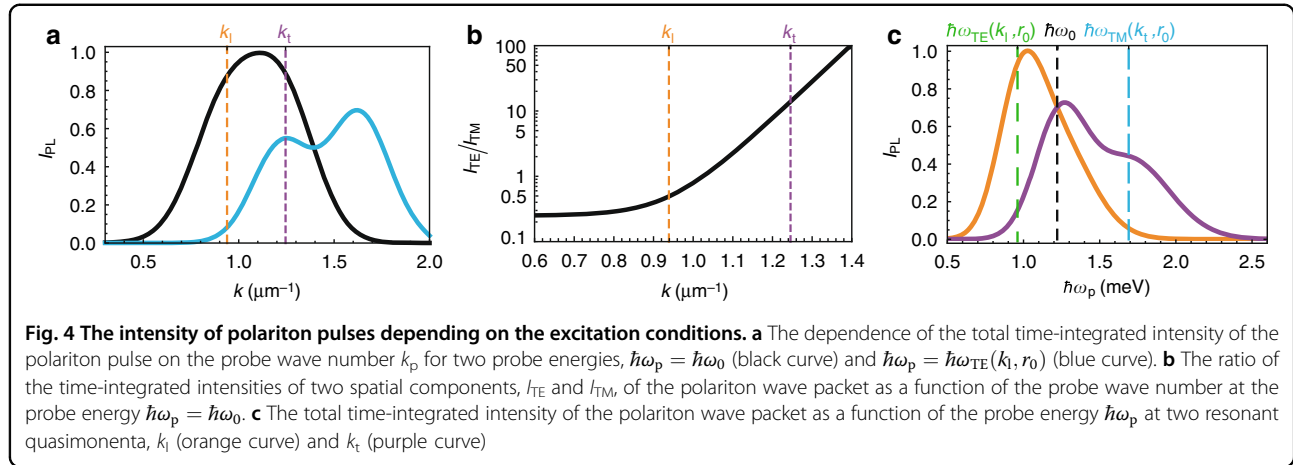 a
k_l
k_t
1.0
0.8
0.6
0.4
0.2
0.0
I_PL
0.5
1.0
1.5
2.0
k (μm⁻¹)
b
k_l
k_t
100
50
10
5
1
0.5
0.1
I_TE/I_TM
0.6
0.7
0.8
0.9
1.0
1.1
1.2
1.3
1.4
k (μm⁻¹)
c
ℏω_TE(k_l,r_0)
ℏω_0
ℏω_TM(k_t,r_0)
1.0
0.8
0.6
0.4
0.2
0.0
I_PL
0.5
1.0
1.5
2.0
2.5
ℏω_p (meV)
Fig. 4 The intensity of polariton pulses depending on the excitation conditions. a The dependence of the total time-integrated intensity of the
polariton pulse on the probe wave number k_p for two probe energies, ℏω_p = ℏω_0 (black curve) and ℏω_p = ℏω_TE(k_l, r_0) (blue curve). b The ratio of
the time-integrated intensities of two spatial components, I_TE and I_TM, of the polariton wave packet as a function of the probe wave number at the
probe energy ℏω_p = ℏω_0. c The total time-integrated intensity of the polariton wave packet as a function of the probe energy ℏω_p at two resonant
quasimonenta, k_l (orange curve) and k_t (purple curve)